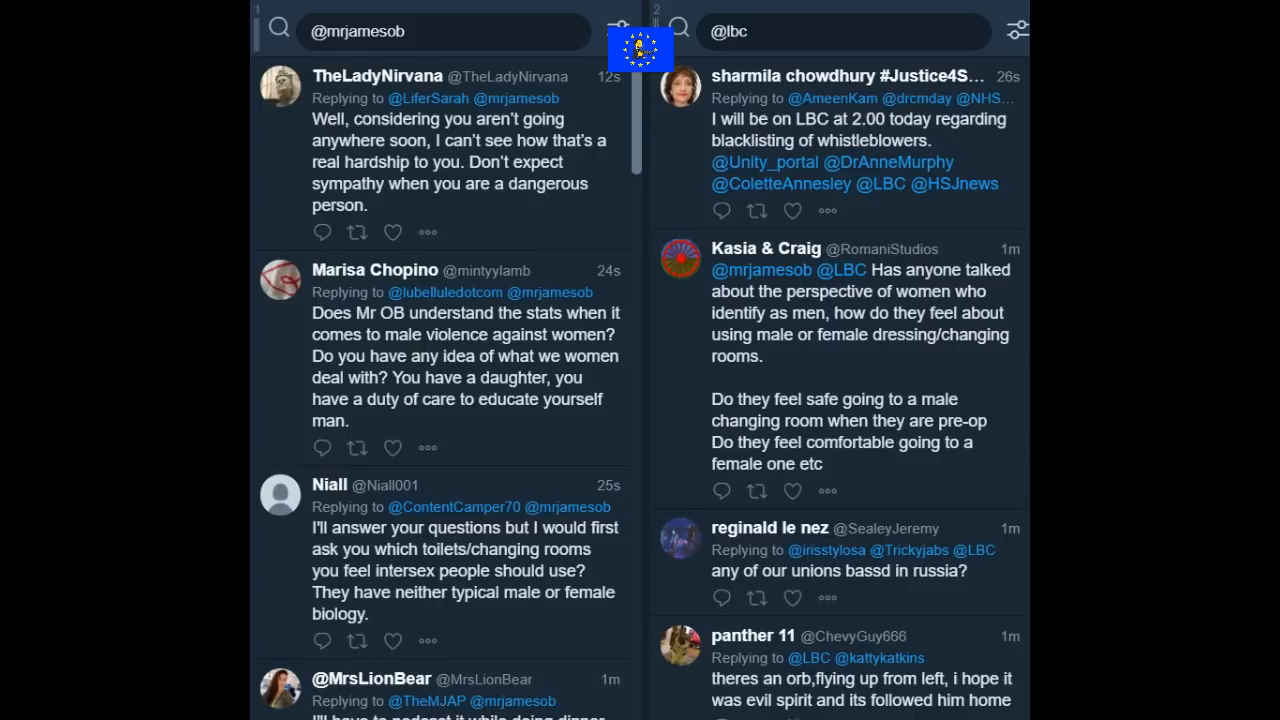 1
@mrjamesob
TheLadyNirvana @TheLadyNirvana 12s
Replying to @LiferSarah @mrjamesob
Well, considering you aren't going
anywhere soon, I can't see how that's a
real hardship to you. Don't expect
sympathy when you are a dangerous
person.
Marisa Chopino @mintyylamb 24s
Replying to @lubelluledotcom @mrjamesob
Does Mr OB understand the stats when it
comes to male violence against women?
Do you have any idea of what we women
deal with? You have a daughter, you
have a duty of care to educate yourself
man.
Niall @Niall001 25s
Replying to @ContentCamper70 @mrjamesob
I'll answer your questions but I would first
ask you which toilets/changing rooms
you feel intersex people should use?
They have neither typical male or female
biology.
@MrsLionBear @MrsLionBear 1m
Replying to @TheMJAP @mrjamesob
I'll have to podcast it while doing dinner
2
@lbc
sharmila chowdhury #Justice4S... 26s
Replying to @AmeenKam @drcmday @NHS...
I will be on LBC at 2.00 today regarding
blacklisting of whistleblowers.
@Unity_portal @DrAnneMurphy
@ColetteAnnesley @LBC @HSJnews
Kasia & Craig @RomaniStudios 1m
@mrjamesob @LBC Has anyone talked
about the perspective of women who
identify as men, how do they feel about
using male or female dressing/changing
rooms.
Do they feel safe going to a male
changing room when they are pre-op
Do they feel comfortable going to a
female one etc
reginald le nez @SealeyJeremy 1m
Replying to @irisstylosa @Trickyjabs @LBC
any of our unions bassd in russia?
panther 11 @ChevyGuy666 1m
Replying to @LBC @kattykatkins
theres an orb,flying up from left, i hope it
was evil spirit and its followed him home